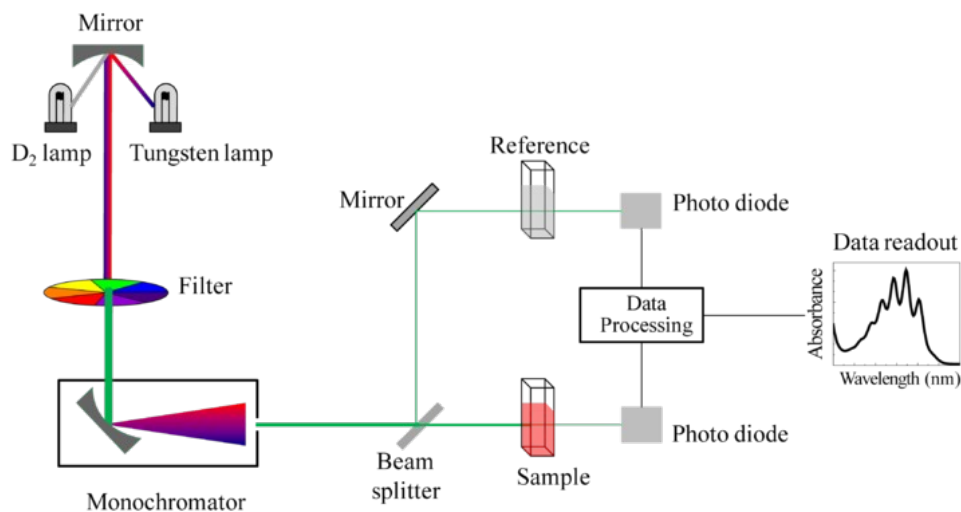 Mirror
D₂ lamp
Tungsten lamp
Filter
Monochromator
Mirror
Beam
splitter
Reference
Sample
Photo diode
Photo diode
Data
Processing
Data readout
Absorbance
Wavelength (nm)